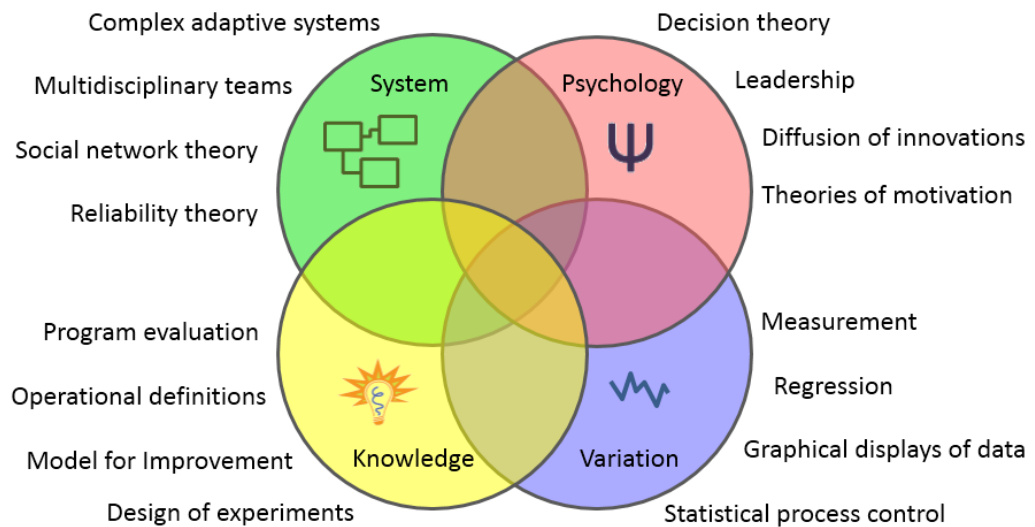 Complex adaptive systems
Decision theory
Multidisciplinary teams
System
Psychology
Leadership
Social network theory
Ψ
Diffusion of innovations
Reliability theory
Theories of motivation
Program evaluation
Measurement
Operational definitions
Regression
Model for Improvement
Knowledge
Variation
Graphical displays of data
Design of experiments
Statistical process control